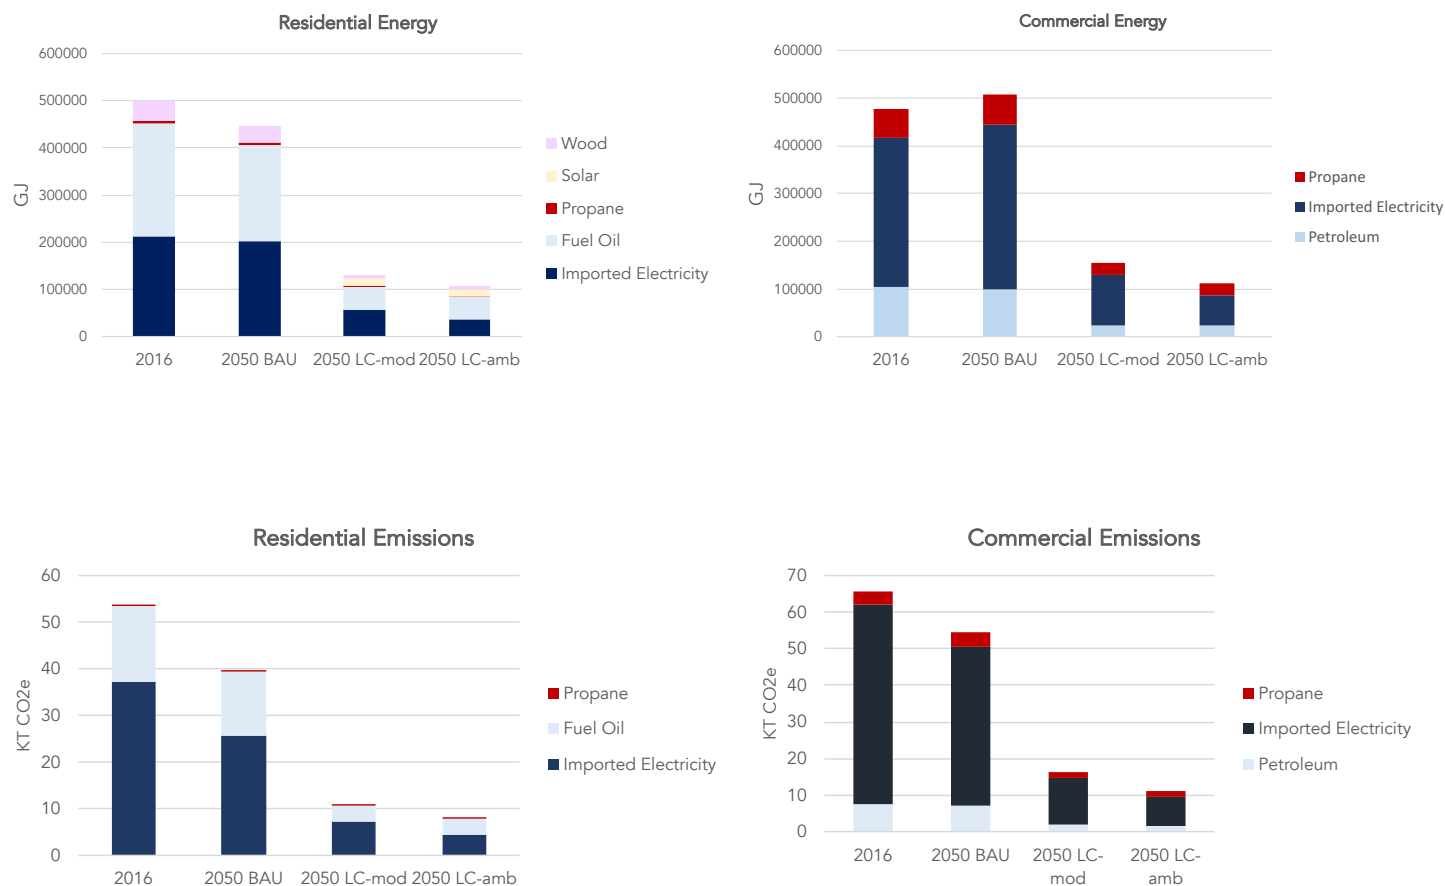 Residential Energy
600000
500000
400000
300000
200000
100000
0
GJ
2016
2050 BAU
2050 LC-mod
2050 LC-amb
Wood
Solar
Propane
Fuel Oil
Imported Electricity
Commercial Energy
600000
500000
400000
300000
200000
100000
0
GJ
2016
2050 BAU
2050 LC-mod
2050 LC-amb
Propane
Imported Electricity
Petroleum
Residential Emissions
60
50
40
30
20
10
0
KT CO2e
2016
2050 BAU
2050 LC-mod
2050 LC-amb
Propane
Fuel Oil
Imported Electricity
Commercial Emissions
70
60
50
40
30
20
10
0
KT CO2e
2016
2050 BAU
2050 LC-
mod
2050 LC-
amb
Propane
Imported Electricity
Petroleum